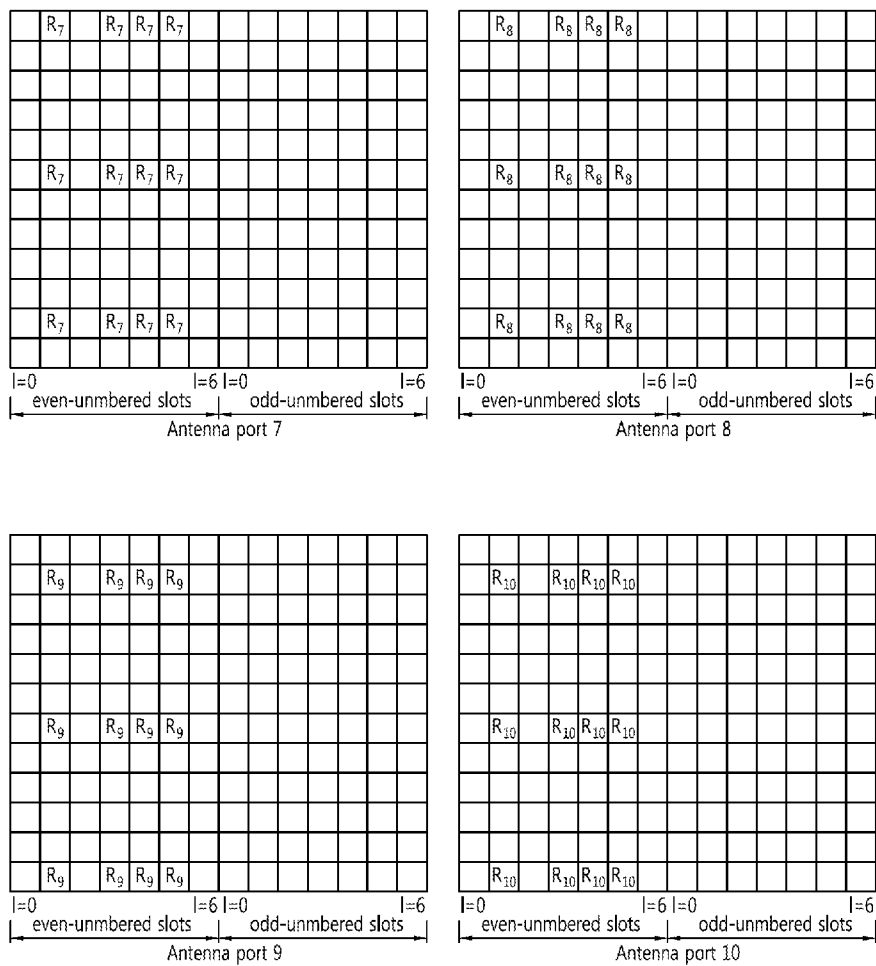 R7 R7 R7 R7 R8 R8 R8 R8
R7 R7 R7 R7 R8 R8 R8 R8
R7 R7 R7 R7 R8 R8 R8 R8
l=0 l=6 l=0 l=6 l=0 l=6 l=0 l=6
even-unmbered slots odd-unmbered slots even-unmbered slots odd-unmbered slots
Antenna port 7 Antenna port 8
R9 R9 R9 R9 R10 R10 R10 R10
R9 R9 R9 R9 R10 R10 R10 R10
R9 R9 R9 R9 R10 R10 R10 R10
l=0 l=6 l=0 l=6 l=0 l=6 l=0 l=6
even-unmbered slots odd-unmbered slots even-unmbered slots odd-unmbered slots
Antenna port 9 Antenna port 10